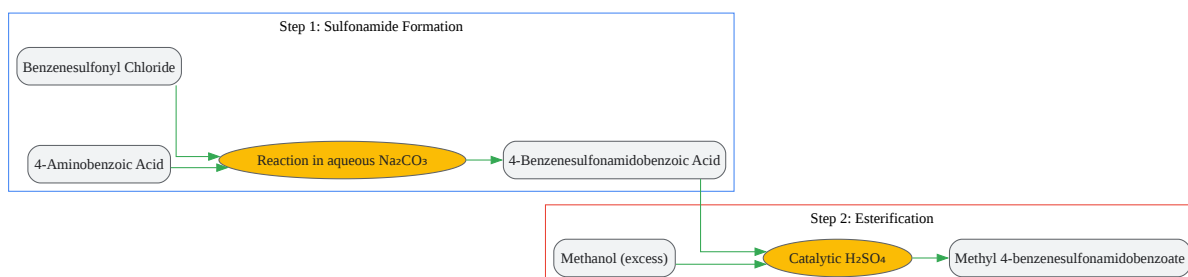 Step 1: Sulfonamide Formation
Benzenesulfonyl Chloride
4-Aminobenzoic Acid
Reaction in aqueous Na₂CO₃
4-Benzenesulfonamidobenzoic Acid
Step 2: Esterification
Methanol (excess)
Catalytic H₂SO₄
Methyl 4-benzenesulfonamidobenzoate